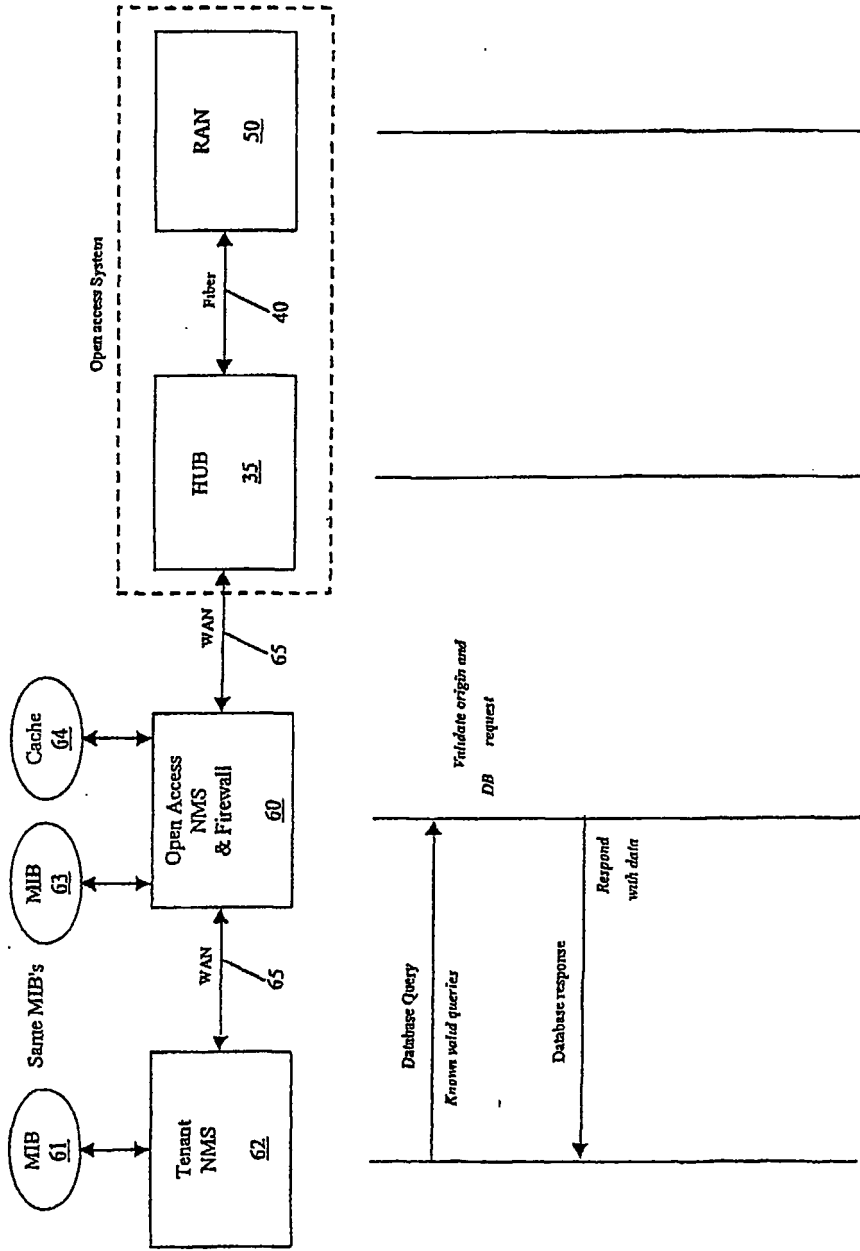 MIB
61
Same MIB's
MIB
63
Cache
64
Tenant
NMS
62
WAN
65
Open Access
NMS
& Firewall
60
WAN
65
Open access System
HUB
35
Fiber
40
RAN
50
Database Query
Known valid queries
Validate origin and
DB request
Database response
Respond
with data